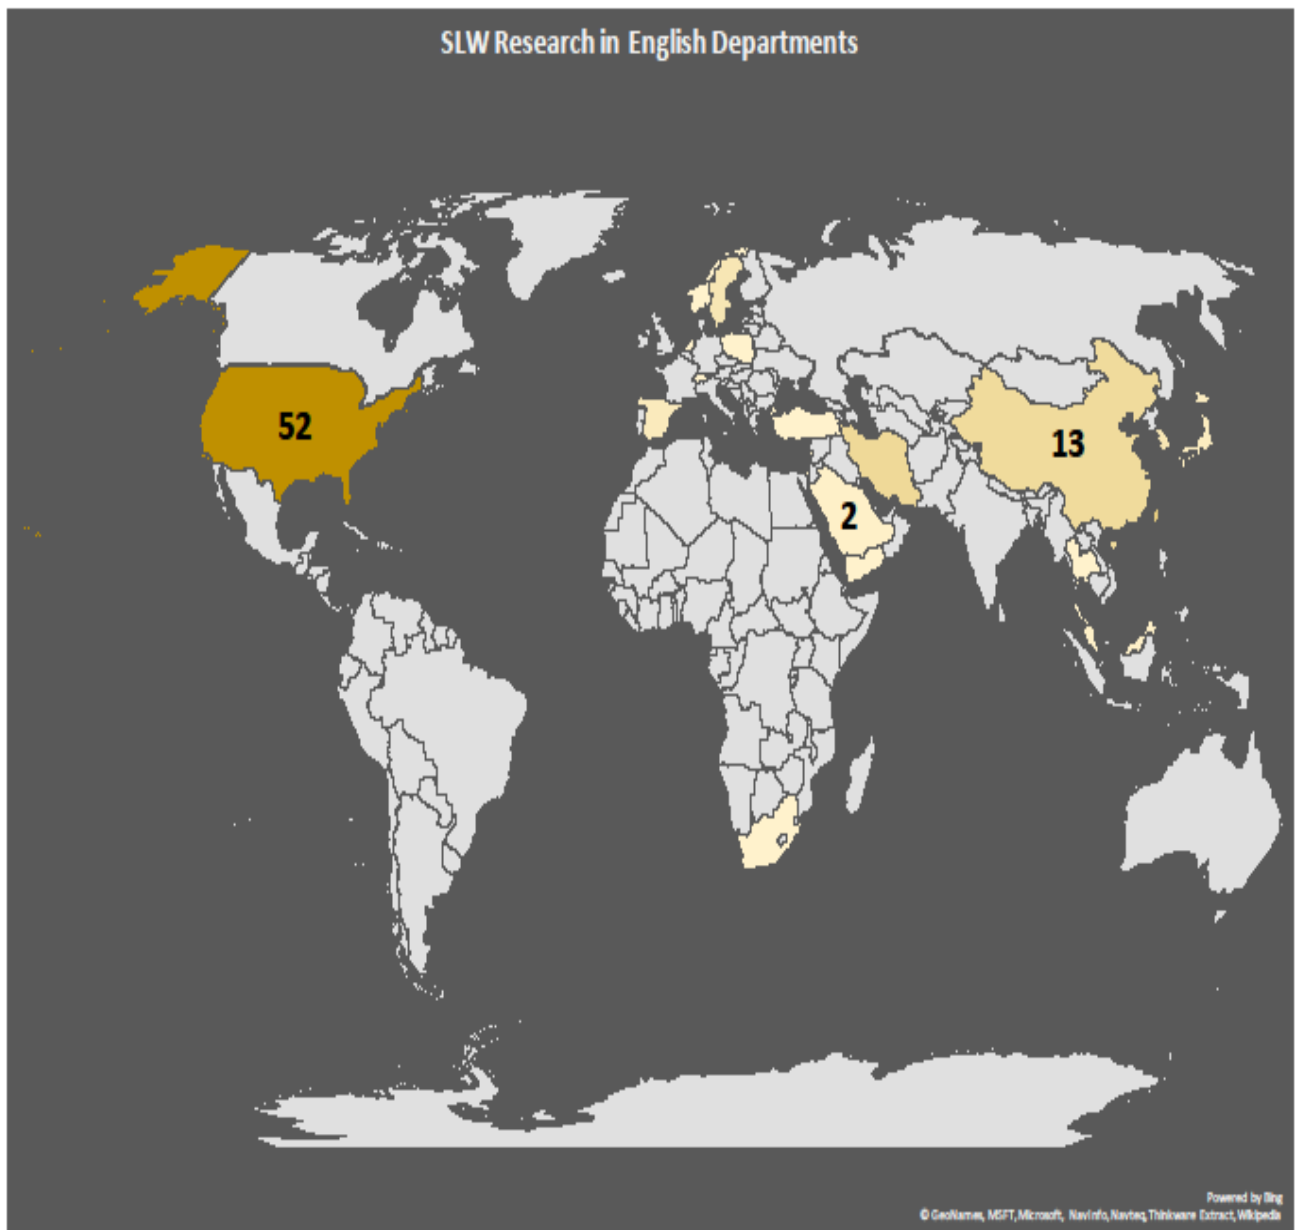 SLW Research in English Departments
52
13
2
Powered by Bing
© GeoNames, MSFT, Microsoft, NavInfo, Navteq, Thinkware Extract, Wikipedia